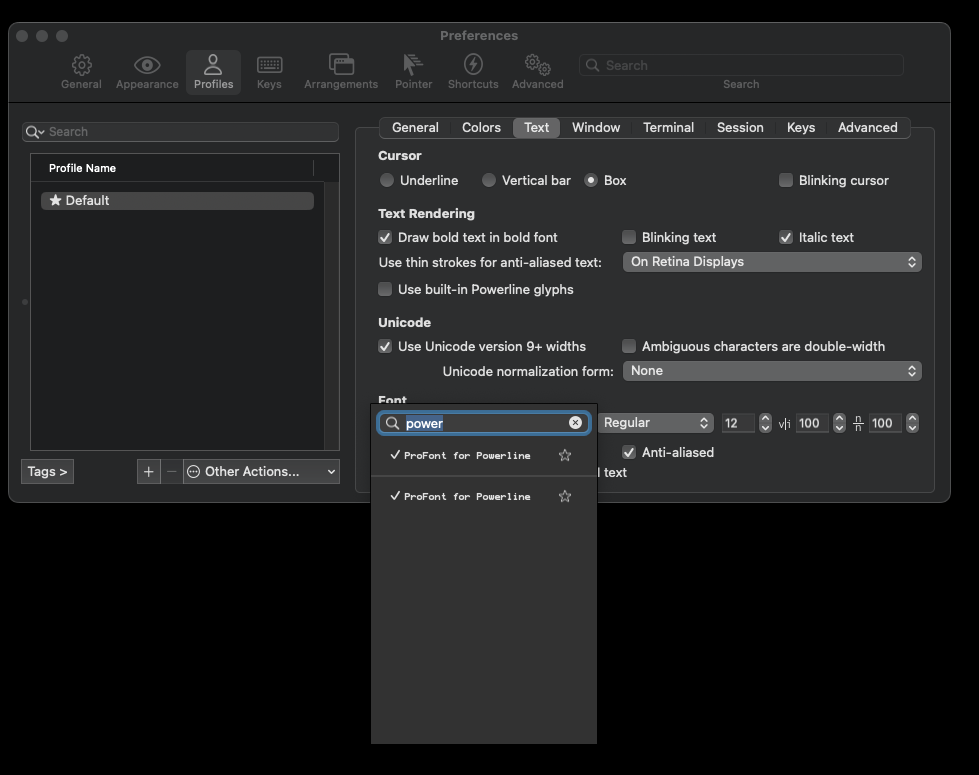 Preferences
General Appearance Profiles Keys Arrangements Pointer Shortcuts Advanced
Search
Search
Search
Profile Name
Default
Tags >
+ − Other Actions...
General Colors Text Window Terminal Session Keys Advanced
Cursor
Underline Vertical bar Box Blinking cursor
Text Rendering
Draw bold text in bold font Blinking text Italic text
Use thin strokes for anti-aliased text: On Retina Displays
Use built-in Powerline glyphs
Unicode
Use Unicode version 9+ widths Ambiguous characters are double-width
Unicode normalization form: None
Font
power Regular 12 v|i 100 n/n 100
ProFont for Powerline Anti-aliased
text
ProFont for Powerline